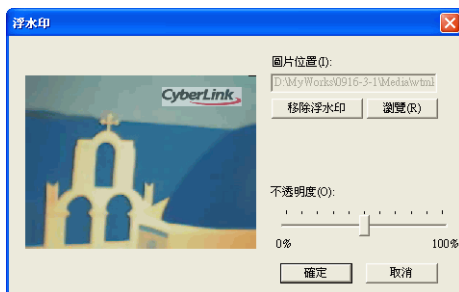 浮水印
圖片位置(I):
D:\MyWorks\0916-3-1\Media\wtml
移除浮水印
瀏覽(R)
CyberLink
不透明度(O):
0%
100%
確定
取消